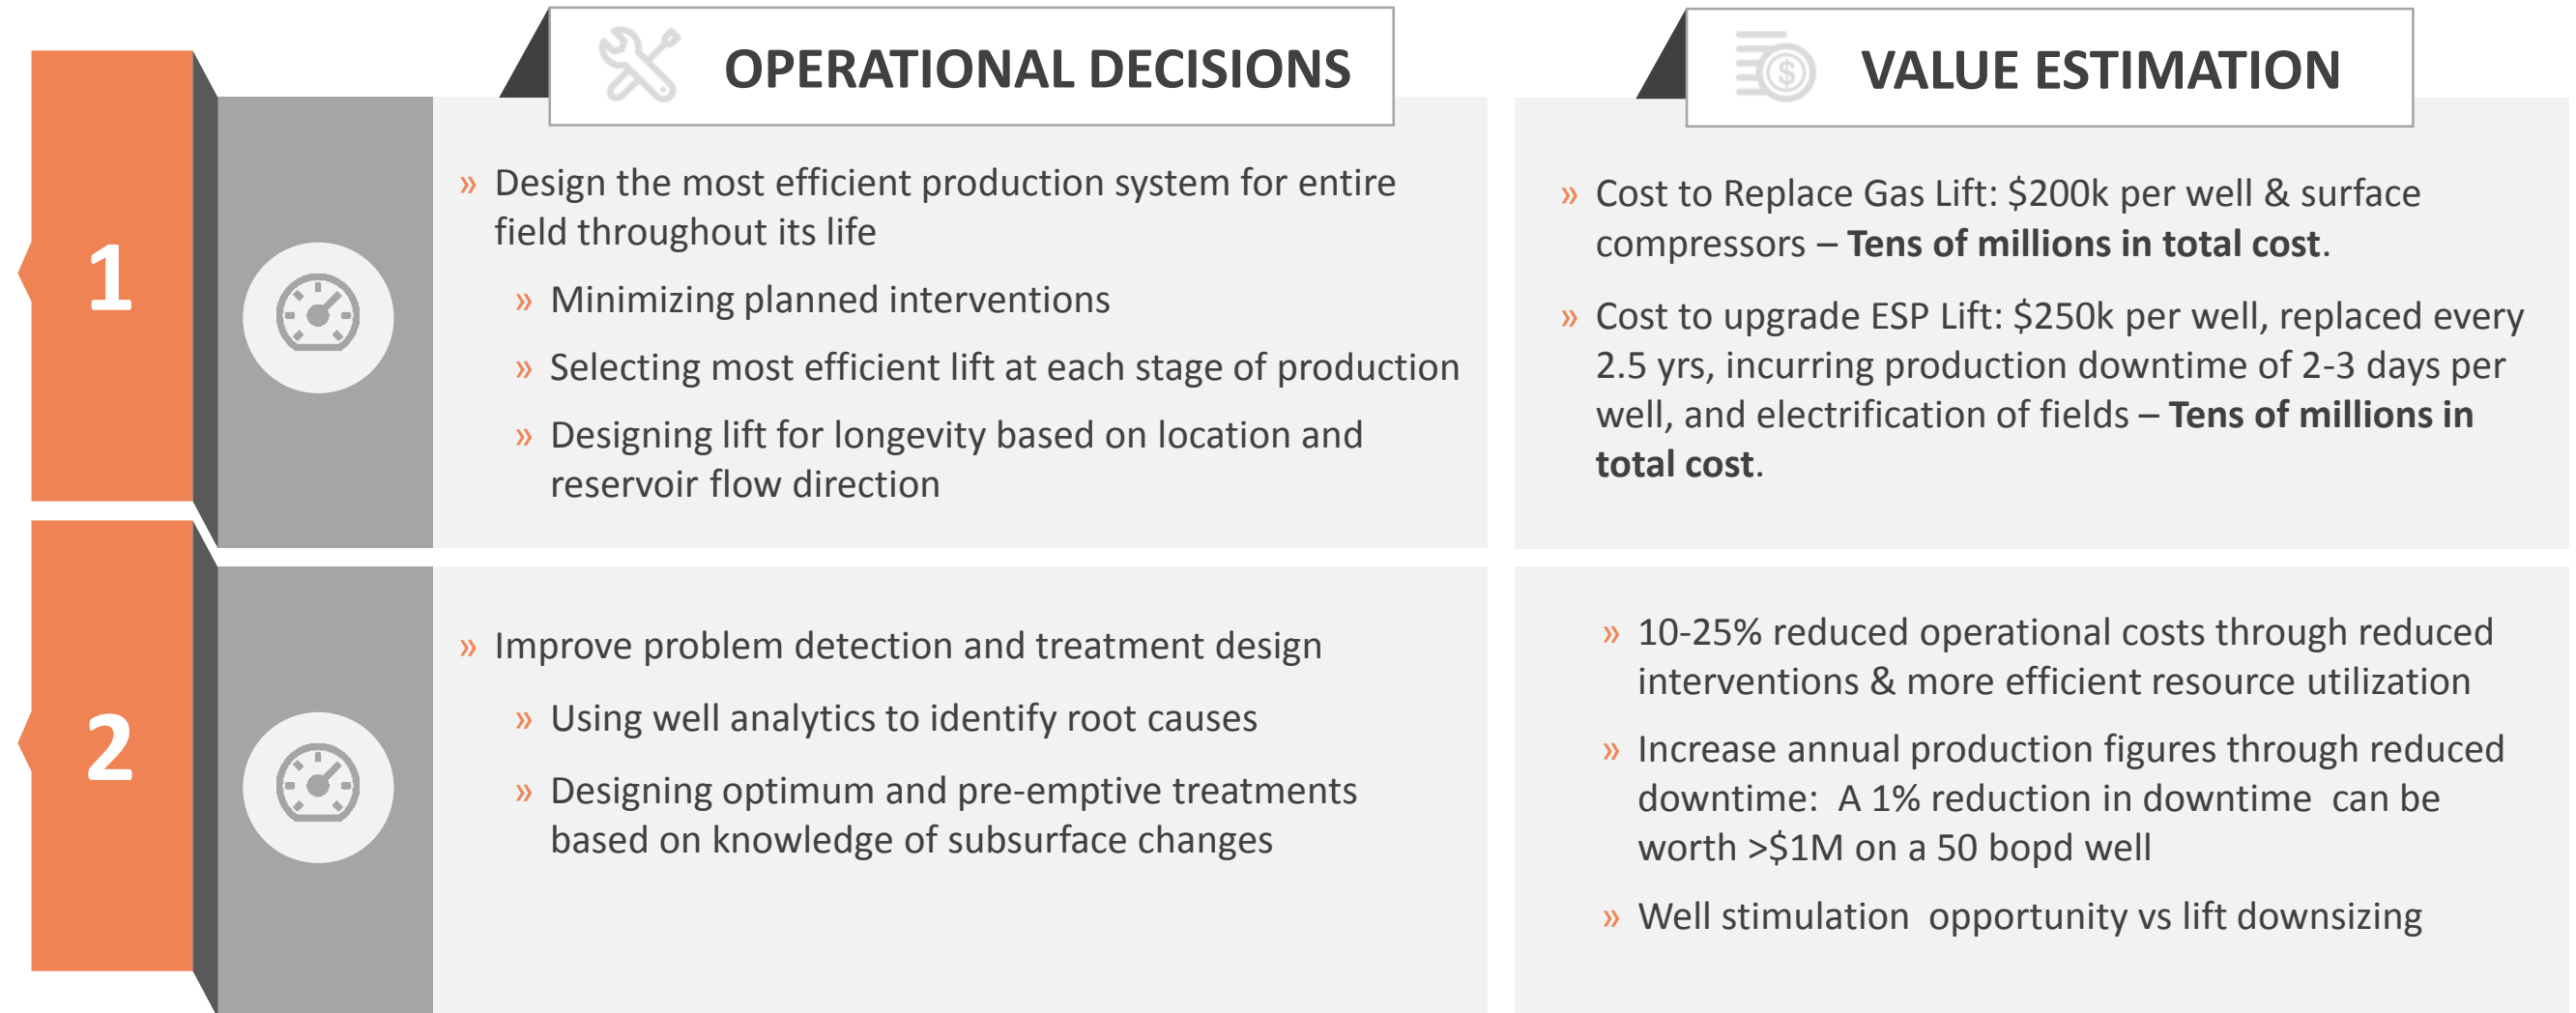 OPERATIONAL DECISIONS
VALUE ESTIMATION
1
» Design the most efficient production system for entire
field throughout its life
» Minimizing planned interventions
» Selecting most efficient lift at each stage of production
» Designing lift for longevity based on location and
reservoir flow direction
» Cost to Replace Gas Lift: $200k per well & surface
compressors – Tens of millions in total cost.
» Cost to upgrade ESP Lift: $250k per well, replaced every
2.5 yrs, incurring production downtime of 2-3 days per
well, and electrification of fields – Tens of millions in
total cost.
2
» Improve problem detection and treatment design
» Using well analytics to identify root causes
» Designing optimum and pre-emptive treatments
based on knowledge of subsurface changes
» 10-25% reduced operational costs through reduced
interventions & more efficient resource utilization
» Increase annual production figures through reduced
downtime:  A 1% reduction in downtime  can be
worth >$1M on a 50 bopd well
» Well stimulation  opportunity vs lift downsizing